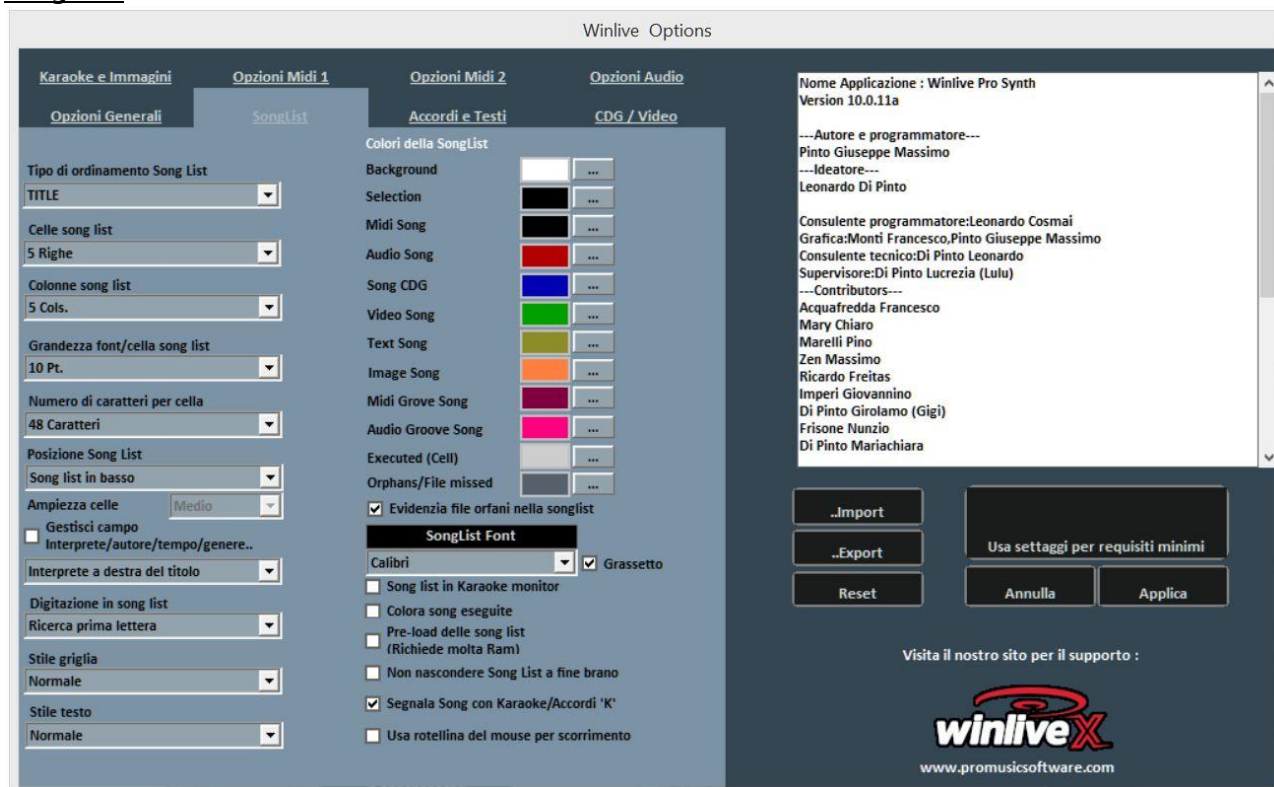 Winlive Options
Karaoke e Immagini
Opzioni Midi 1
Opzioni Midi 2
Opzioni Audio
Opzioni Generali
SongList
Accordi e Testi
CDG / Video
Tipo di ordinamento Song List
TITLE
Celle song list
5 Righe
Colonne song list
5 Cols.
Grandezza font/cella song list
10 Pt.
Numero di caratteri per cella
48 Caratteri
Posizione Song List
Song list in basso
Ampiezza celle
Medio
Gestisci campo
Interprete/autore/tempo/genere..
Interprete a destra del titolo
Digitazione in song list
Ricerca prima lettera
Stile griglia
Normale
Stile testo
Normale
Colori della SongList
Background
...
Selection
...
Midi Song
...
Audio Song
...
Song CDG
...
Video Song
...
Text Song
...
Image Song
...
Midi Grove Song
...
Audio Groove Song
...
Executed (Cell)
...
Orphans/File missed
...
Evidenzia file orfani nella songlist
SongList Font
Calibri
Grassetto
Song list in Karaoke monitor
Colora song eseguite
Pre-load delle song list
(Richiede molta Ram)
Non nascondere Song List a fine brano
Segnala Song con Karaoke/Accordi 'K'
Usa rotellina del mouse per scorrimento
Nome Applicazione : Winlive Pro Synth
Version 10.0.11a
---Autore e programmatore---
Pinto Giuseppe Massimo
---Ideatore---
Leonardo Di Pinto
Consulente programmatore:Leonardo Cosmai
Grafica:Monti Francesco,Pinto Giuseppe Massimo
Consulente tecnico:Di Pinto Leonardo
Supervisore:Di Pinto Lucrezia (Lulu)
---Contributors---
Acquafredda Francesco
Mary Chiaro
Marelli Pino
Zen Massimo
Ricardo Freitas
Imperi Giovannino
Di Pinto Girolamo (Gigi)
Frisone Nunzio
Di Pinto Mariachiara
..Import
..Export
Reset
Usa settaggi per requisiti minimi
Annulla
Applica
Visita il nostro sito per il supporto :
winlive X
www.promusicsoftware.com